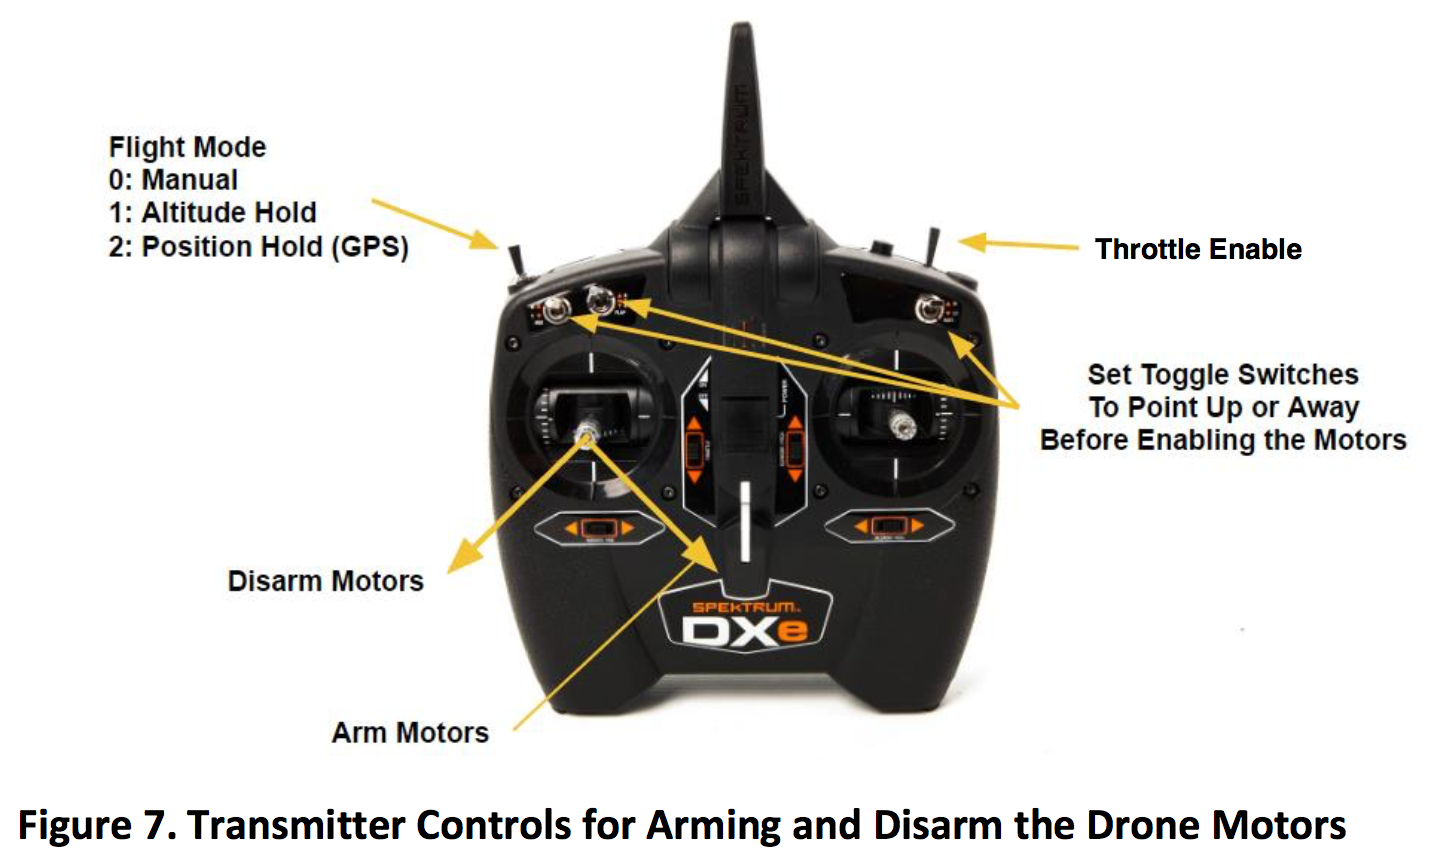 SPEKTRUM
Flight Mode
0: Manual
1: Altitude Hold
2: Position Hold (GPS)
Throttle Enable
Set Toggle Switches
To Point Up or Away
Before Enabling the Motors
POWER
Disarm Motors
SPEKTRUM
DXe
Arm Motors
Figure 7. Transmitter Controls for Arming and Disarm the Drone Motors